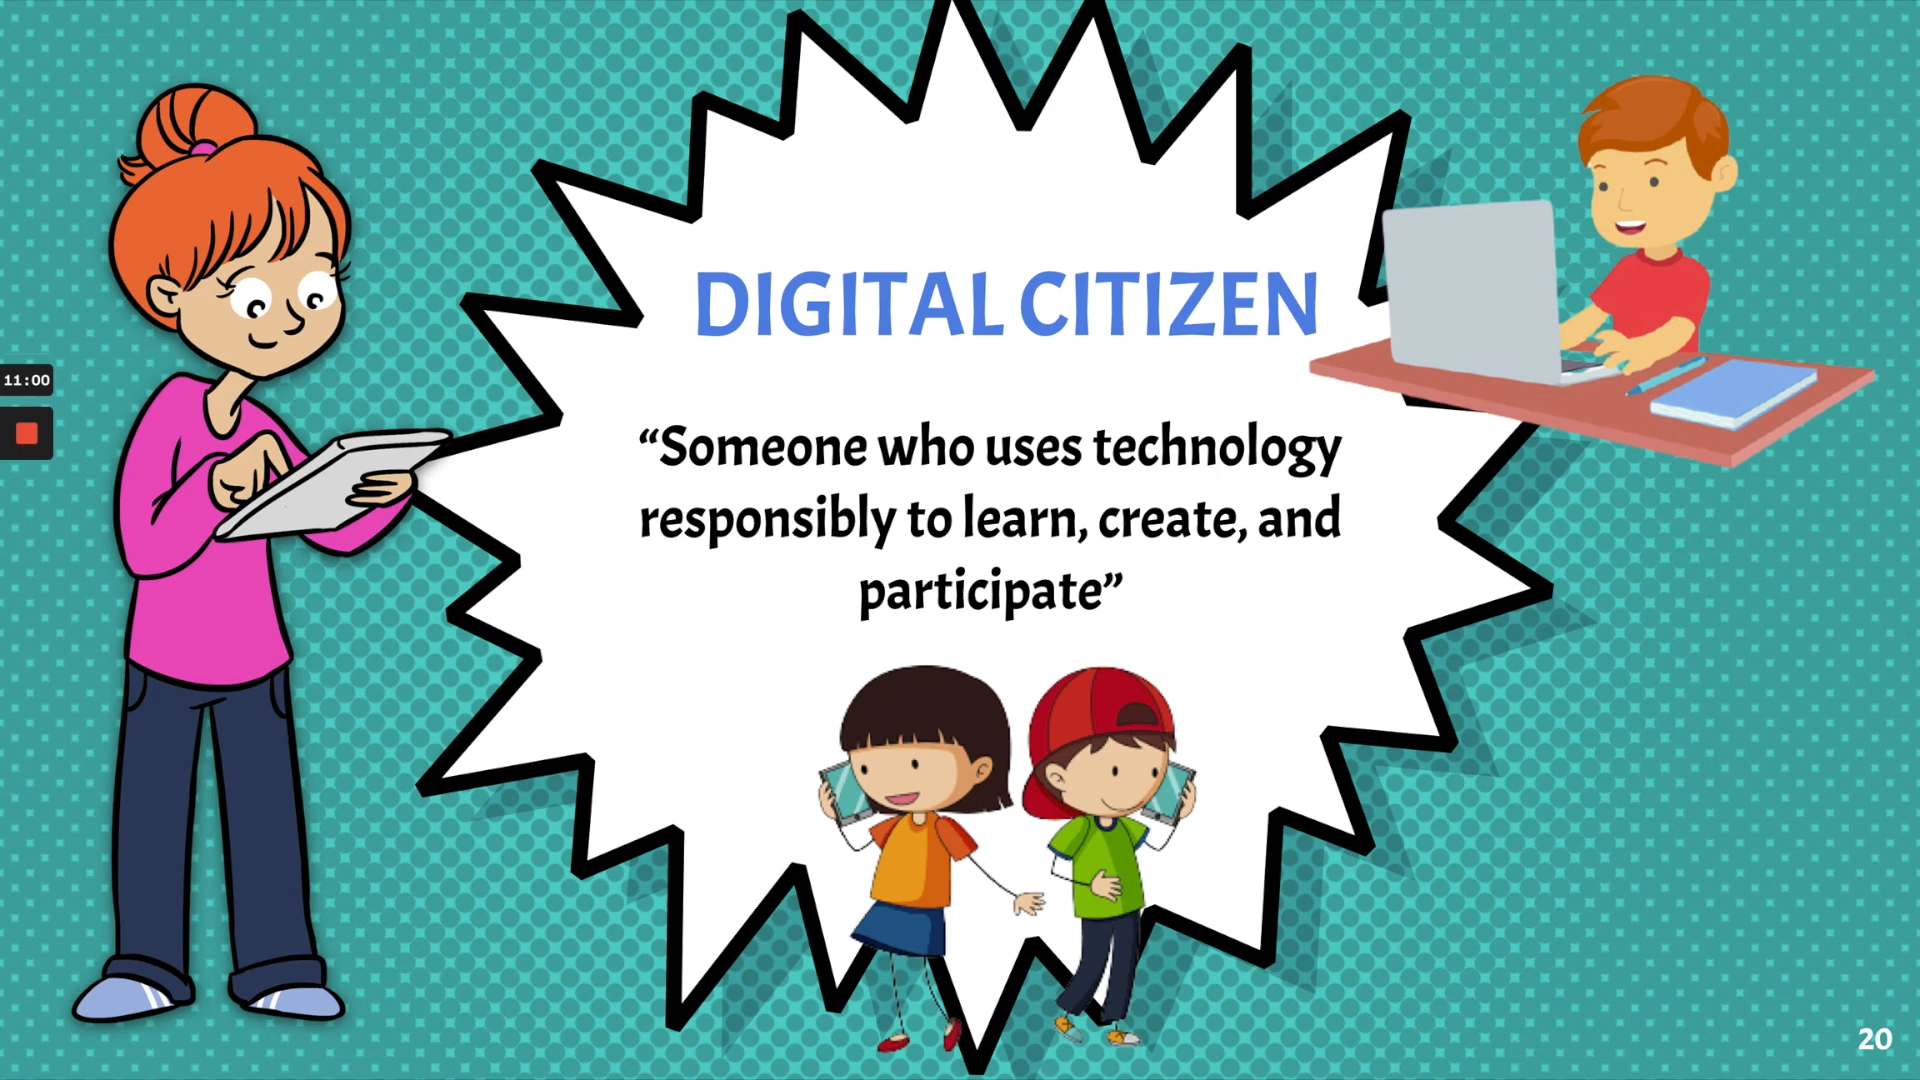 DIGITAL CITIZEN
11:00
“Someone who uses technology
responsibly to learn, create, and
participate”
20